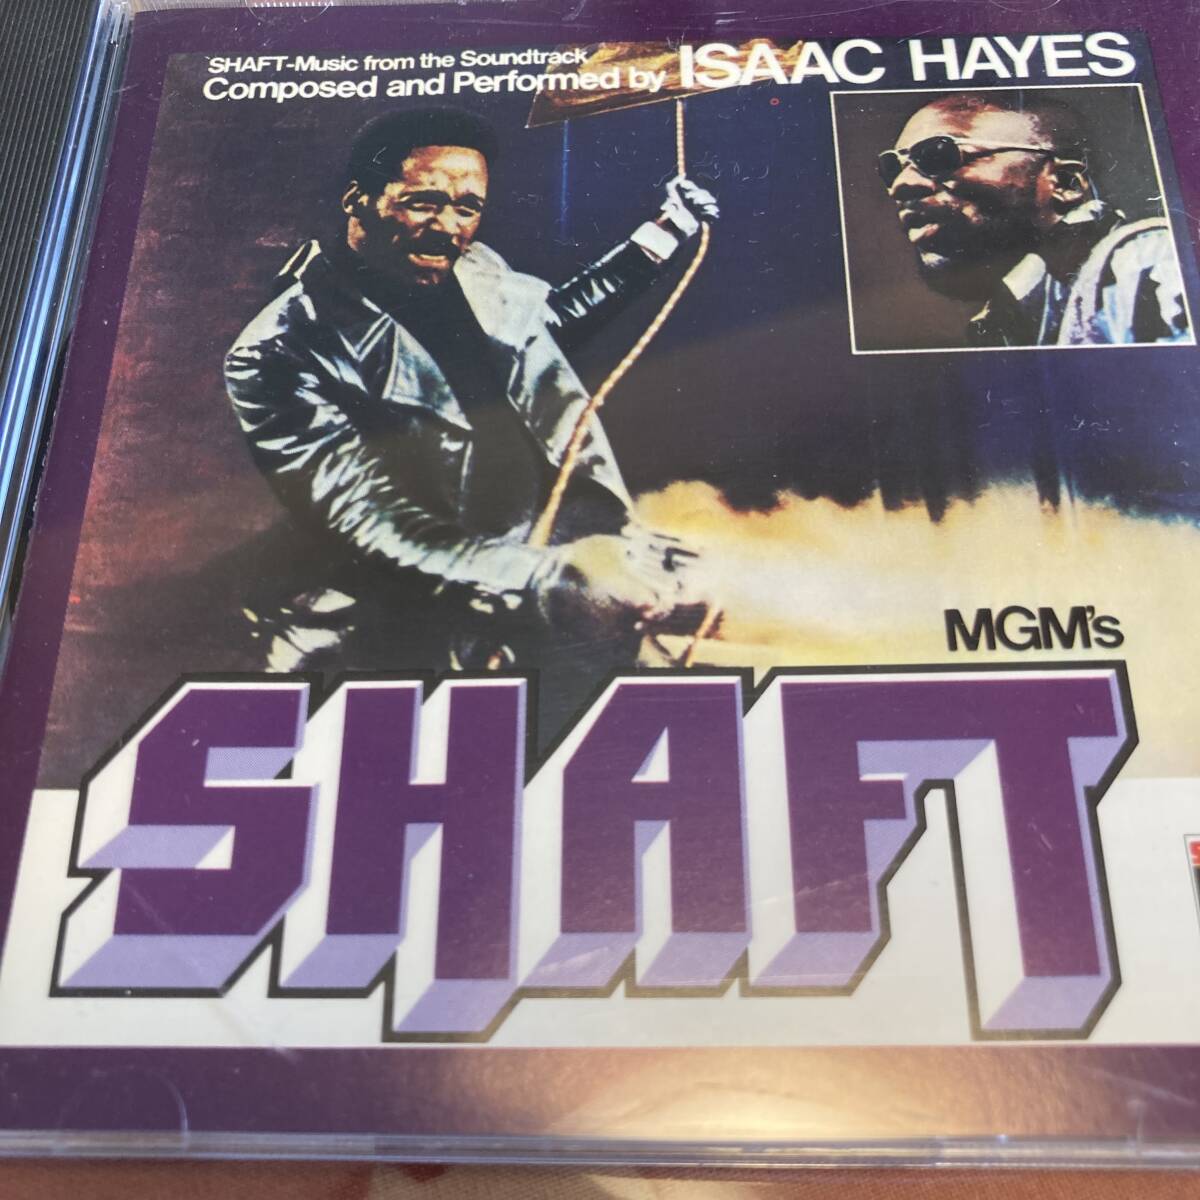 SHAFT-Music from the Soundtrack
Composed and Performed by ISAAC HAYES
MGM's
SHAFT